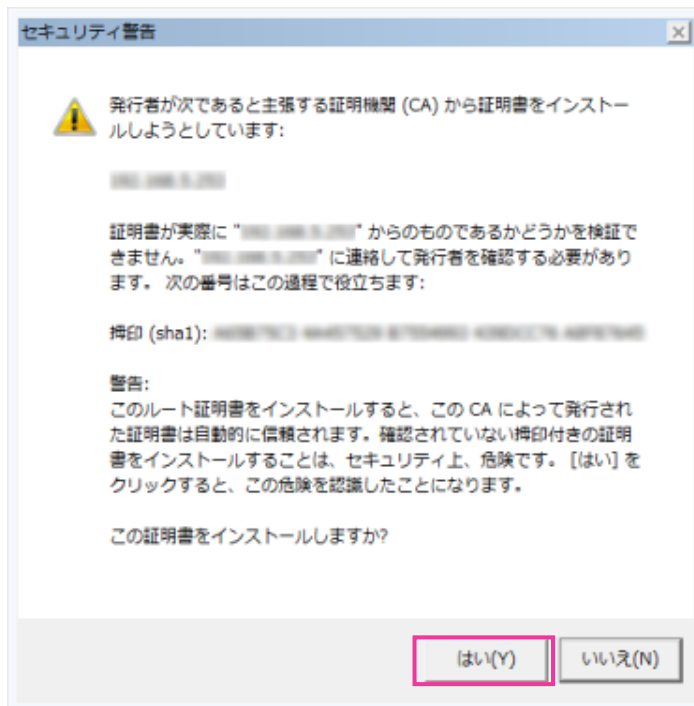 セキュリティ警告
発行者が次であると主張する証明機関 (CA) から証明書をインストー
ルしようとしています:
証明書が実際に "" からのものであるかどうかを検証で
きません。"" に連絡して発行者を確認する必要があり
ます。 次の番号はこの過程で役立ちます:
拇印 (sha1):
警告:
このルート証明書をインストールすると、この CA によって発行され
た証明書は自動的に信頼されます。確認されていない拇印付きの証明
書をインストールすることは、セキュリティ上、危険です。 [はい] を
クリックすると、この危険を認識したことになります。
この証明書をインストールしますか?
はい(Y)
いいえ(N)